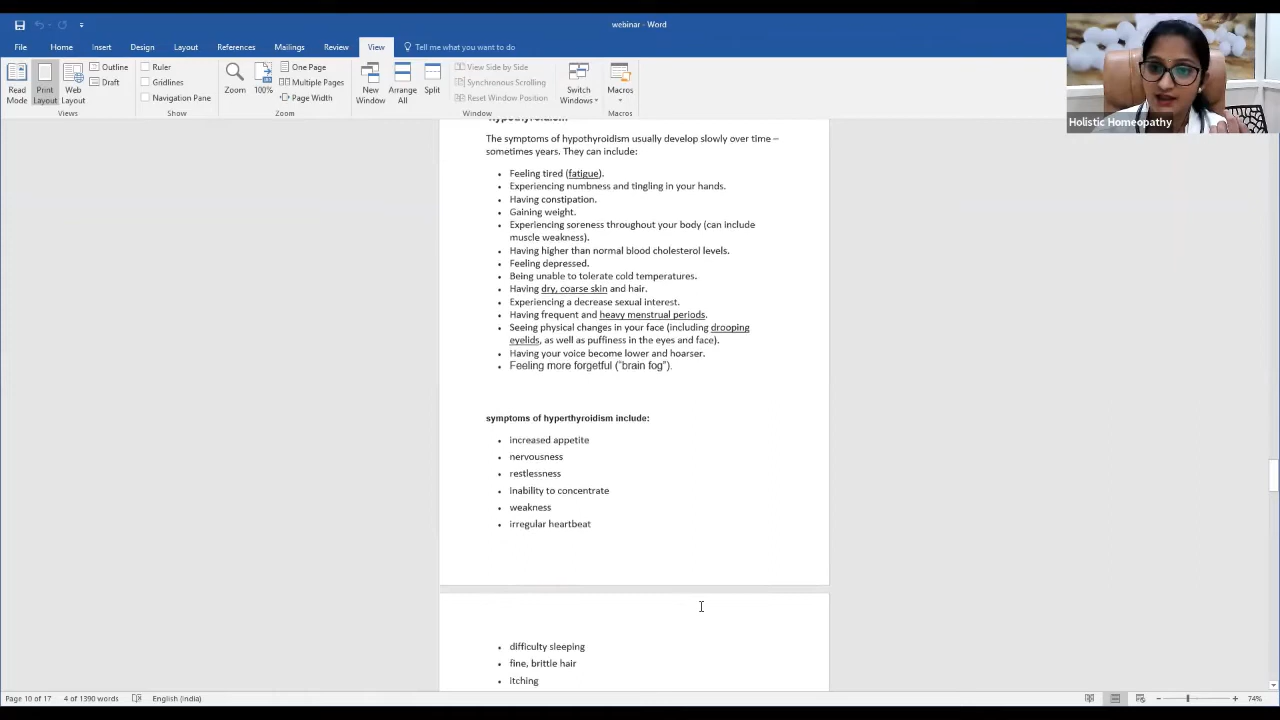 webinar - Word
File Home Insert Design Layout References Mailings Review View Tell me what you want to do
Read Mode
Print Layout
Web Layout
Outline
Draft
Views
Ruler
Gridlines
Navigation Pane
Show
Zoom
100%
One Page
Multiple Pages
Page Width
Zoom
New Window
Arrange All
Split
View Side by Side
Synchronous Scrolling
Reset Window Position
Window
Switch Windows
Macros
Macros
Holistic Homeopathy
hypothyroidism
The symptoms of hypothyroidism usually develop slowly over time –
sometimes years. They can include:
• Feeling tired (fatigue).
• Experiencing numbness and tingling in your hands.
• Having constipation.
• Gaining weight.
• Experiencing soreness throughout your body (can include
muscle weakness).
• Having higher than normal blood cholesterol levels.
• Feeling depressed.
• Being unable to tolerate cold temperatures.
• Having dry, coarse skin and hair.
• Experiencing a decrease sexual interest.
• Having frequent and heavy menstrual periods.
• Seeing physical changes in your face (including drooping
eyelids, as well as puffiness in the eyes and face).
• Having your voice become lower and hoarser.
• Feeling more forgetful (“brain fog”).
symptoms of hyperthyroidism include:
• increased appetite
• nervousness
• restlessness
• inability to concentrate
• weakness
• irregular heartbeat
• difficulty sleeping
• fine, brittle hair
• itching
Page 10 of 17 4 of 1390 words English (India) 74%